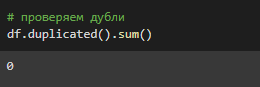 # проверяем дубли
df.duplicated().sum()
0